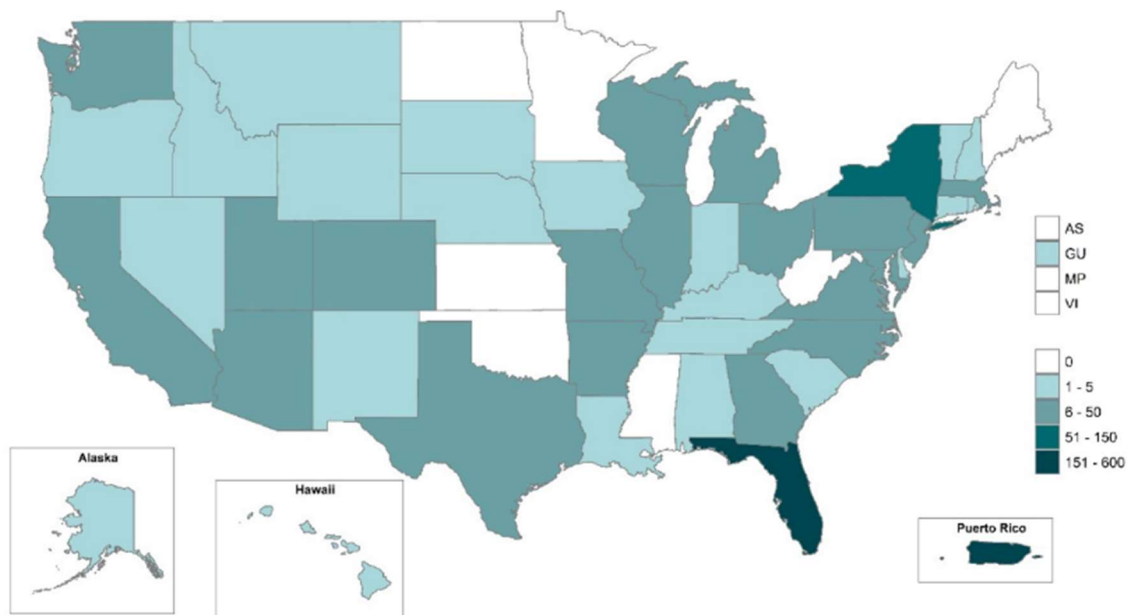 AS
GU
MP
VI
0
1 - 5
6 - 50
51 - 150
151 - 600
Alaska
Hawaii
Puerto Rico